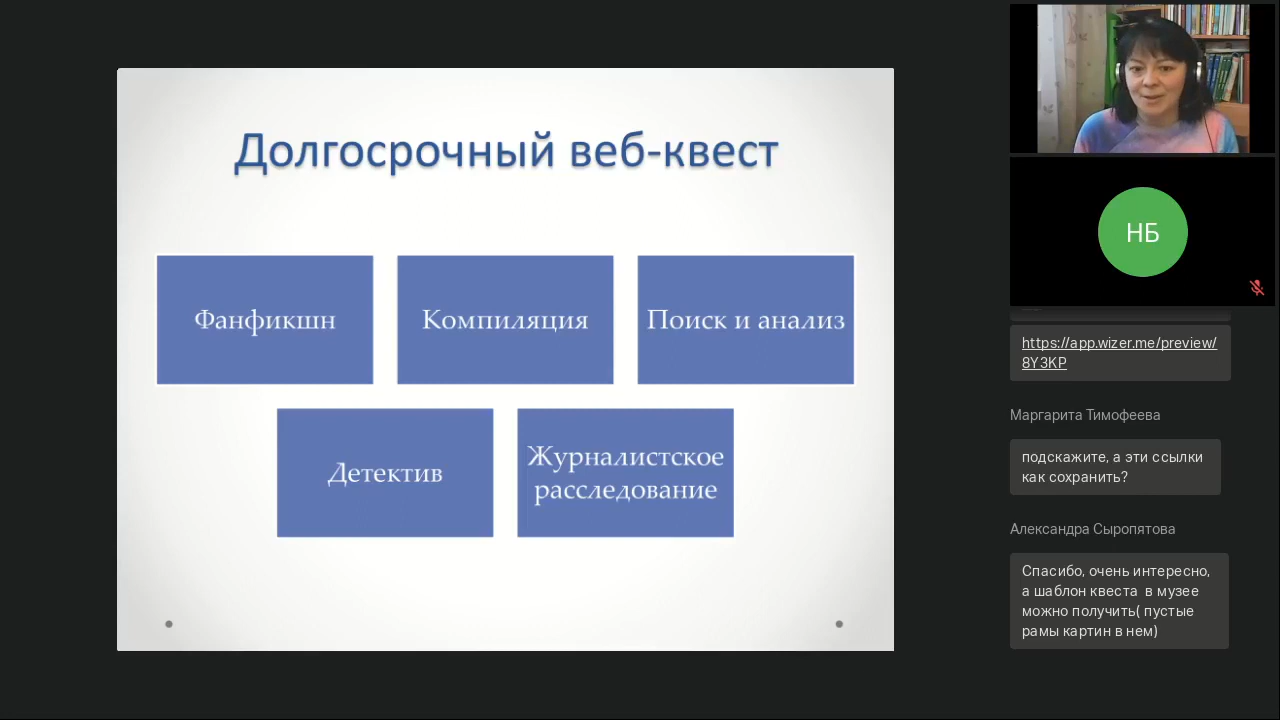 Долгосрочный веб-квест
Фанфикшн
Компиляция
Поиск и анализ
Детектив
Журналистское
расследование
НБ
https://app.wizer.me/preview/
8Y3KP
Маргарита Тимофеева
подскажите, а эти ссылки
как сохранить?
Александра Сыропятова
Спасибо, очень интересно,
а шаблон квеста в музее
можно получить( пустые
рамы картин в нем)